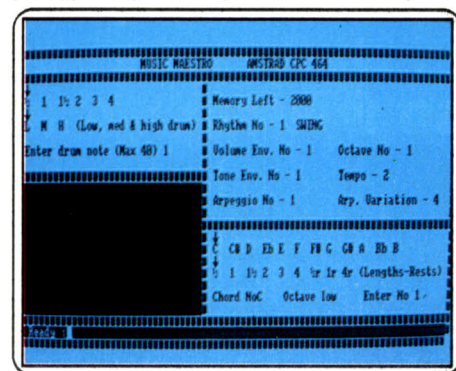 MUSIC MAESTRO AMSTRAD CPC 464
½ 1 1½ 2 3 4
L M H (Low, med & high drum)
Enter drum note (Max 40) 1
Memory Left - 2000
Rhythm No - 1 SWING
Volume Env. No - 1 Octave No - 1
Tone Env. No - 1 Tempo - 2
Arpeggio No - 1 Arp. Variation - 4
C C# D Eb E F F# G G# A Bb B
½ 1 1½ 2 3 4 ½r 1r 4r (Lengths-Rests)
Chord NoC Octave low Enter No 1
Ready :